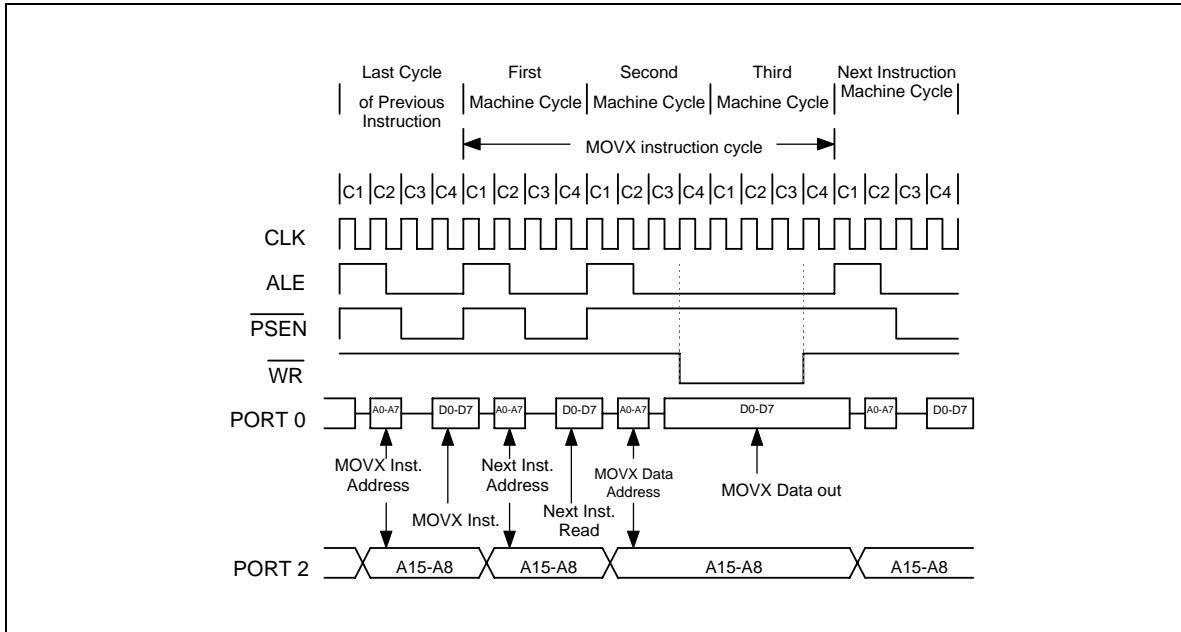 Last Cycle
of Previous
Instruction
First
Machine Cycle
Second
Machine Cycle
Third
Machine Cycle
Next Instruction
Machine Cycle
MOVX instruction cycle
C1 C2 C3 C4 C1 C2 C3 C4 C1 C2 C3 C4 C1 C2 C3 C4 C1 C2 C3 C4
CLK
ALE
PSEN
WR
PORT 0
A0-A7 D0-D7 A0-A7 D0-D7 A0-A7 D0-D7 A0-A7 D0-D7
MOVX Inst.
Address
MOVX Inst.
Next Inst.
Address
Next Inst.
Read
MOVX Data
Address
MOVX Data out
PORT 2
A15-A8 A15-A8 A15-A8 A15-A8